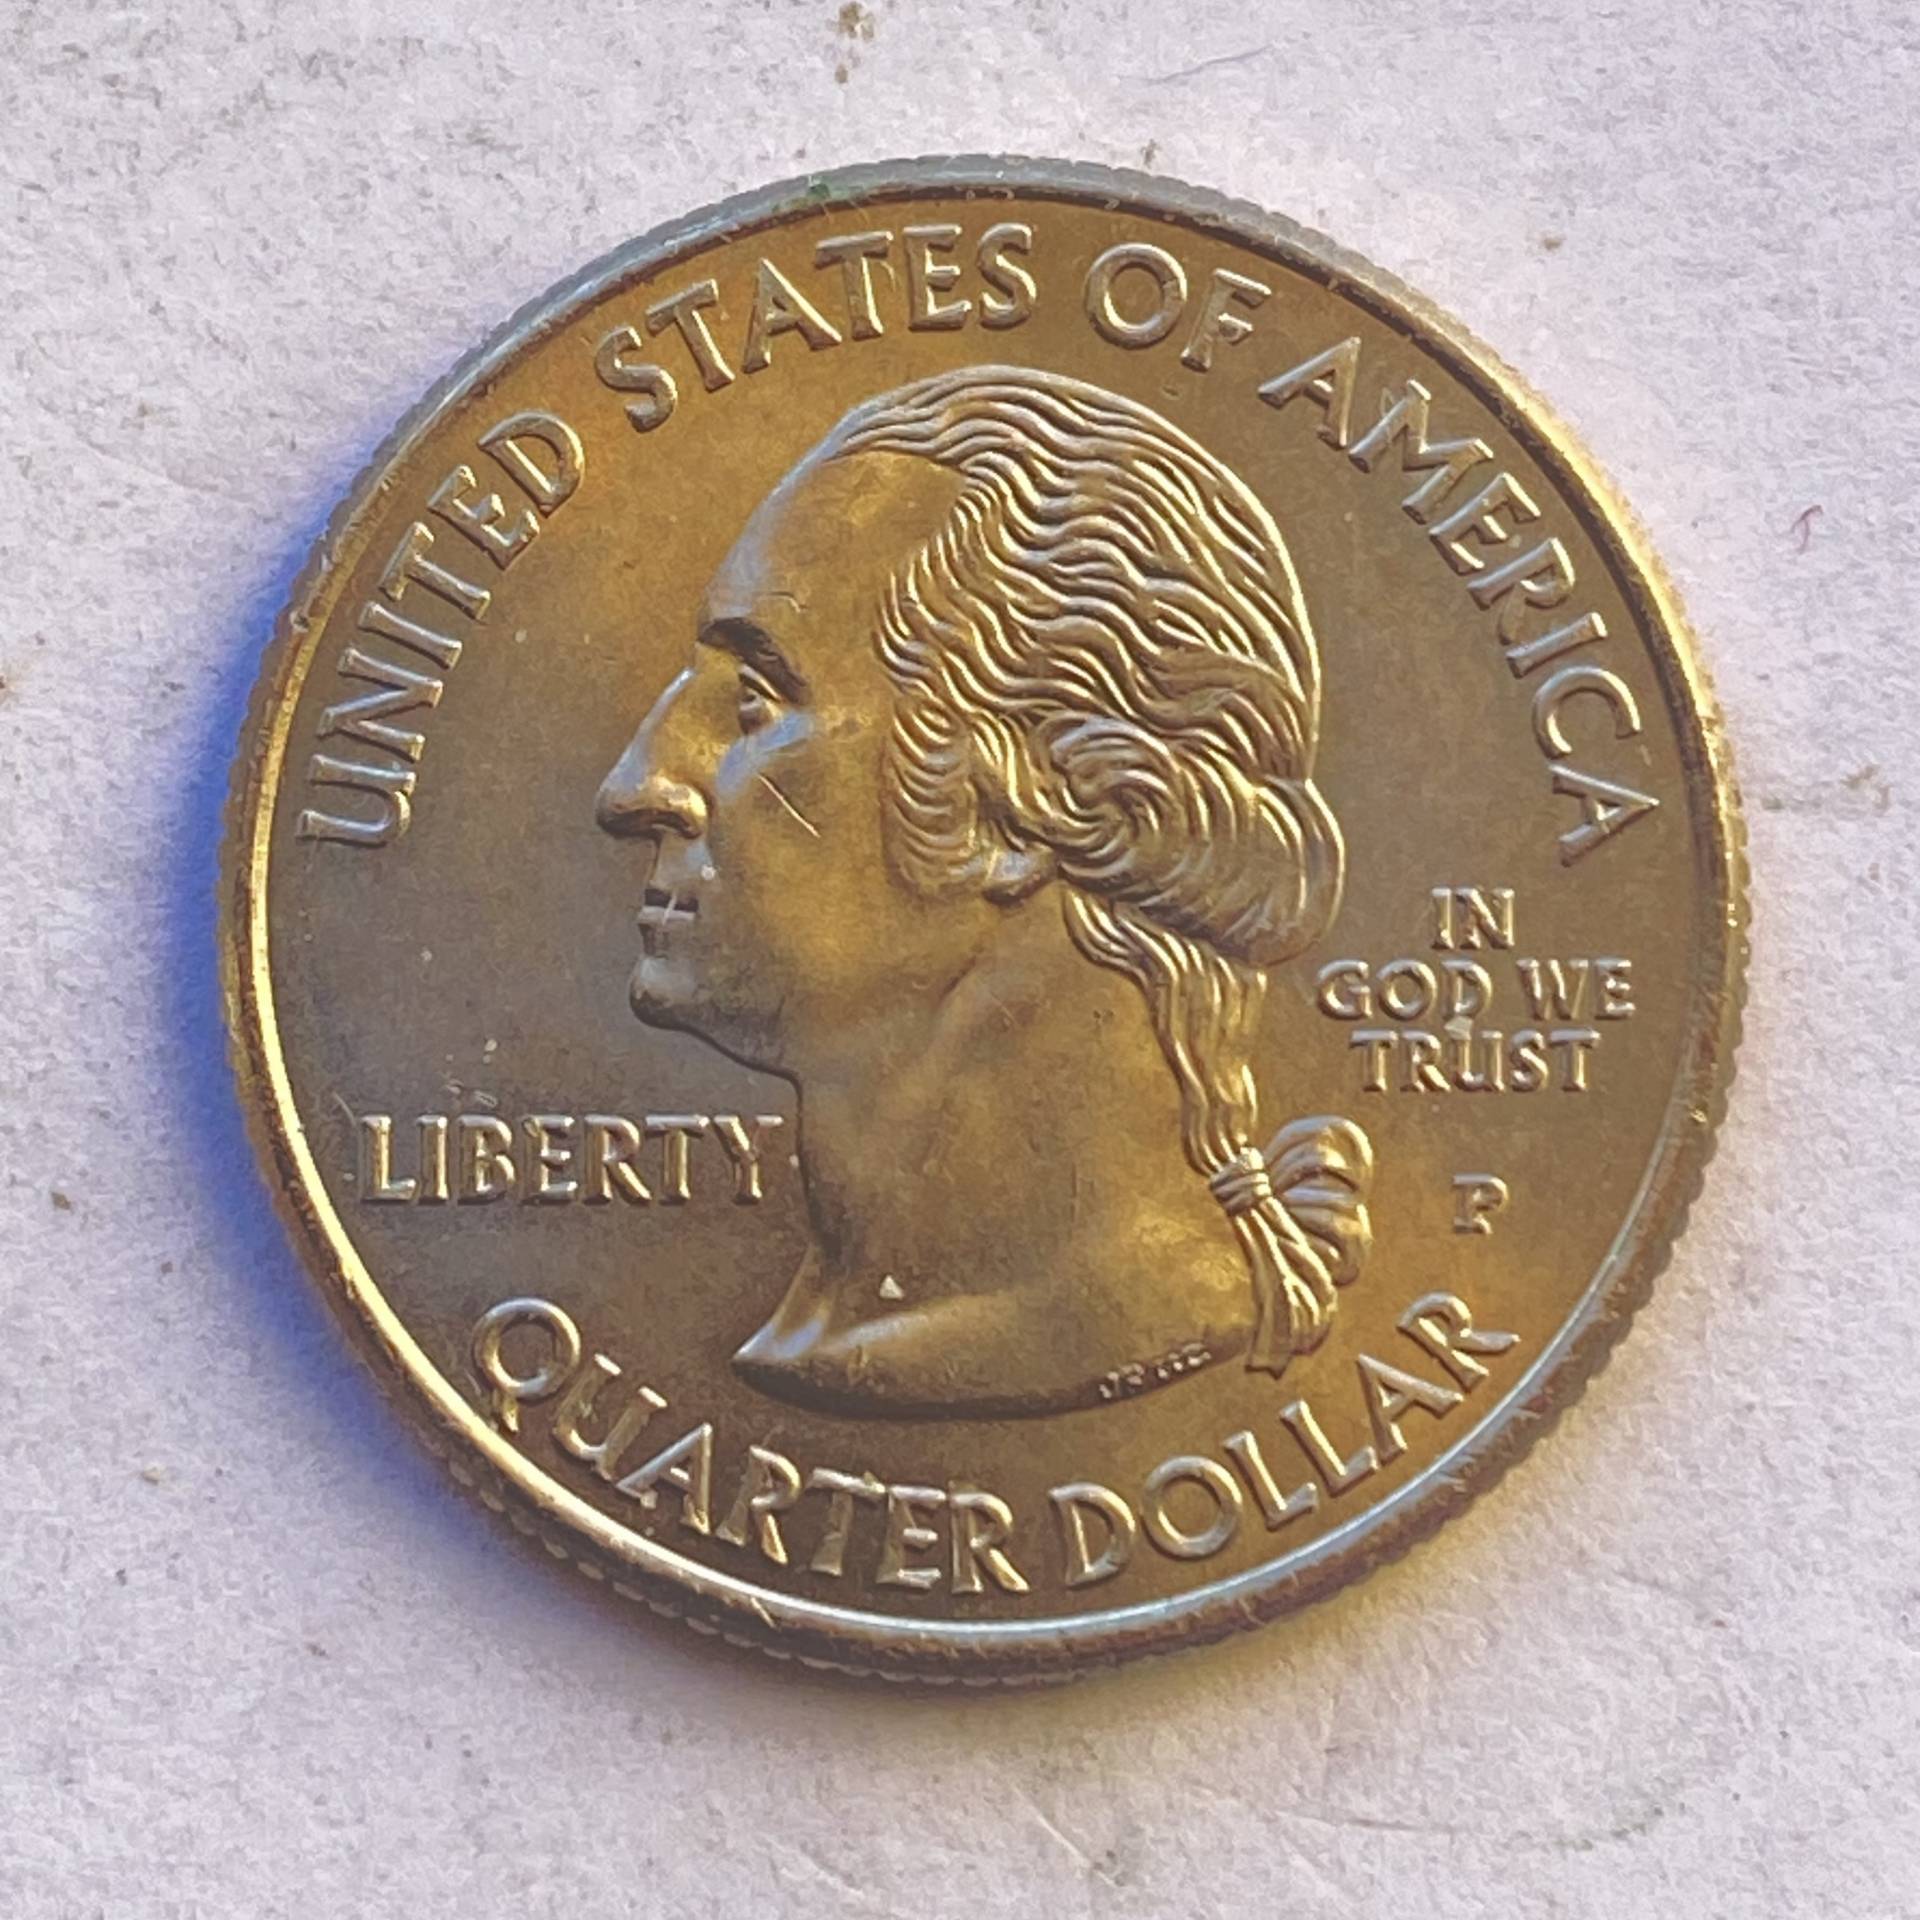 UNITED STATES OF AMERICA
IN
GOD WE
TRUST
LIBERTY
P
QUARTER DOLLAR